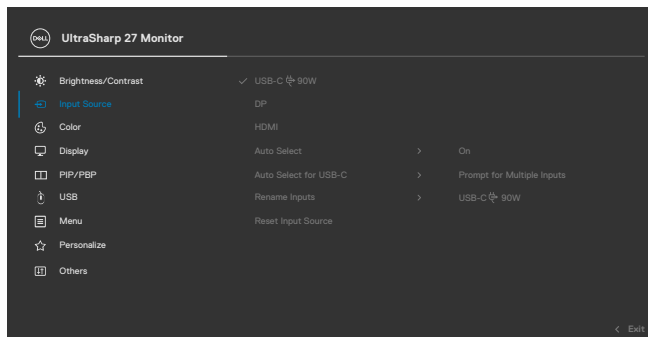 DELL UltraSharp 27 Monitor
Brightness/Contrast
Input Source
Color
Display
PIP/PBP
USB
Menu
Personalize
Others
USB-C 90W
DP
HDMI
Auto Select > On
Auto Select for USB-C > Prompt for Multiple Inputs
Rename Inputs > USB-C 90W
Reset Input Source
< Exit